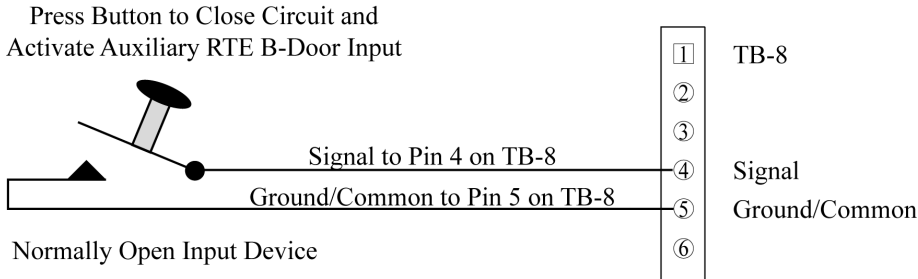 Press Button to Close Circuit and
Activate Auxiliary RTE B-Door Input
1 TB-8
2
3
Signal to Pin 4 on TB-8 4 Signal
Ground/Common to Pin 5 on TB-8 5 Ground/Common
Normally Open Input Device 6